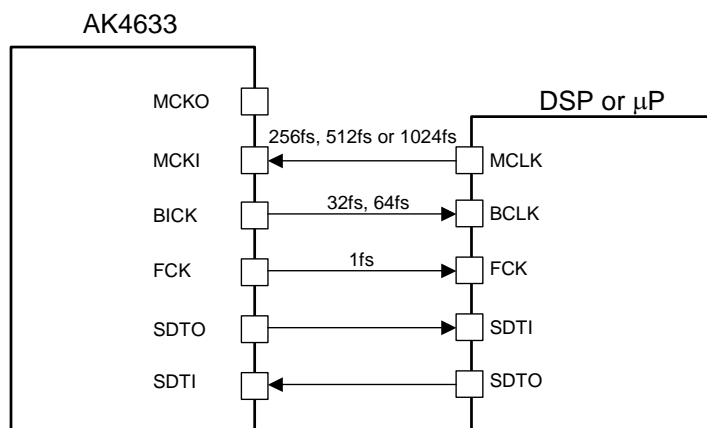 AK4633
DSP or μP
MCKO
256fs, 512fs or 1024fs
MCKI
MCLK
32fs, 64fs
BICK
BCLK
1fs
FCK
FCK
SDTO
SDTI
SDTI
SDTO